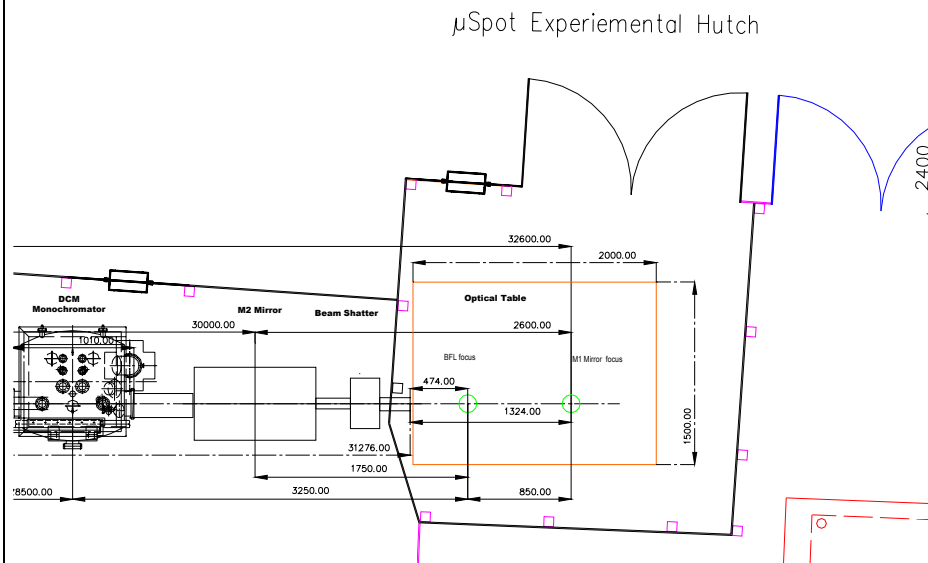 µSpot Experiemental Hutch
2400
32600.00
2000.00
DCM
Monochromator
M2 Mirror
Beam Shatter
Optical Table
30000.00
2600.00
1010.00
BFL focus
M1 Mirror focus
474.00
1324.00
1500.00
31276.00
1750.00
28500.00
3250.00
850.00